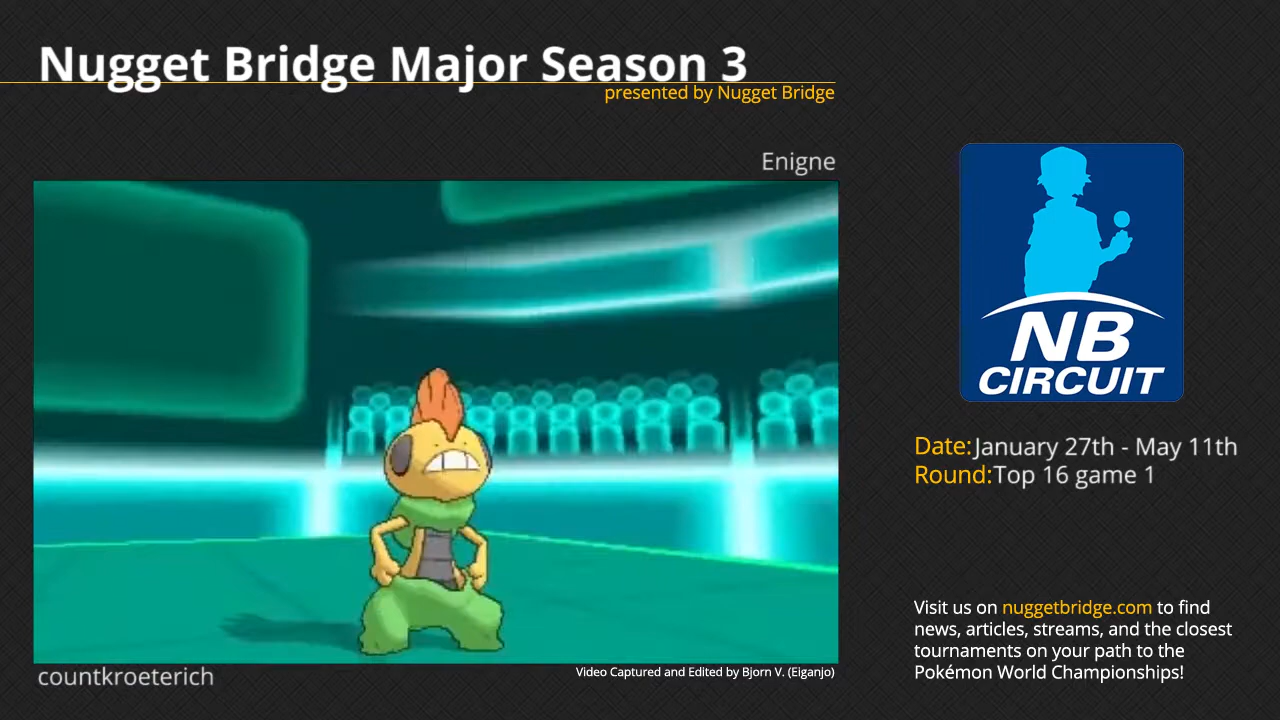 Nugget Bridge Major Season 3
presented by Nugget Bridge
Enigne
NB
CIRCUIT
Date:January 27th - May 11th
Round:Top 16 game 1
Visit us on nuggetbridge.com to find
news, articles, streams, and the closest
tournaments on your path to the
Pokémon World Championships!
countkroeterich
Video Captured and Edited by Bjorn V. (Eiganjo)